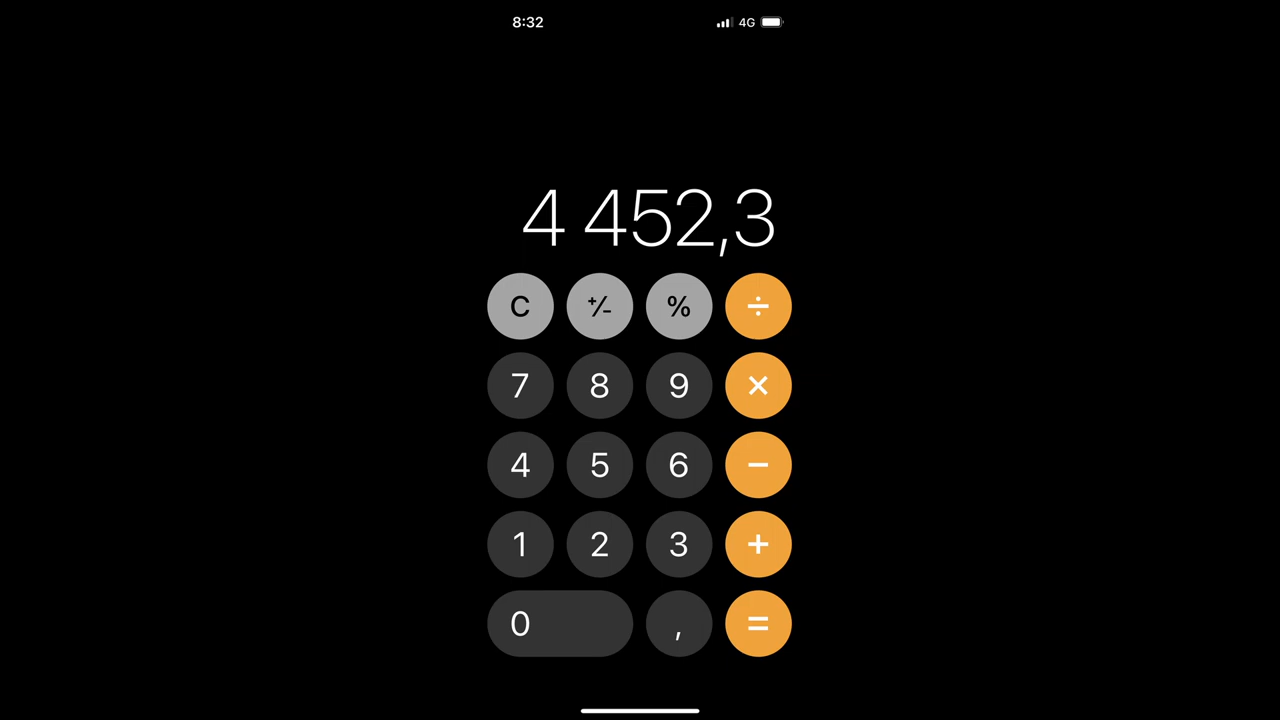 8:32 4G
4 452,3
C +/- % ÷
7 8 9 ×
4 5 6 −
1 2 3 +
0 , =